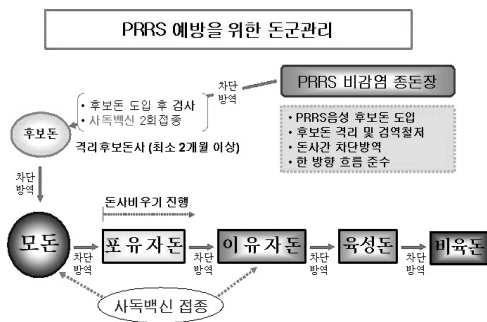 PRRS 예방을 위한 돈군관리
차단
방역
PRRS 비감염 종돈장
• 후보돈 도입 후 검사
• 사독백신 2회접종
후보돈
격리후보돈사 (최소 2개월 이상)
• PRRS음성 후보돈 도입
• 후보돈 격리 및 검역철저
• 돈사간 차단방역
• 한 방향 흐름 준수
차단
방역
돈사비우기 진행
모돈
포유자돈
이유자돈
육성돈
비육돈
차단
방역
차단
방역
차단
방역
차단
방역
사독백신 접종